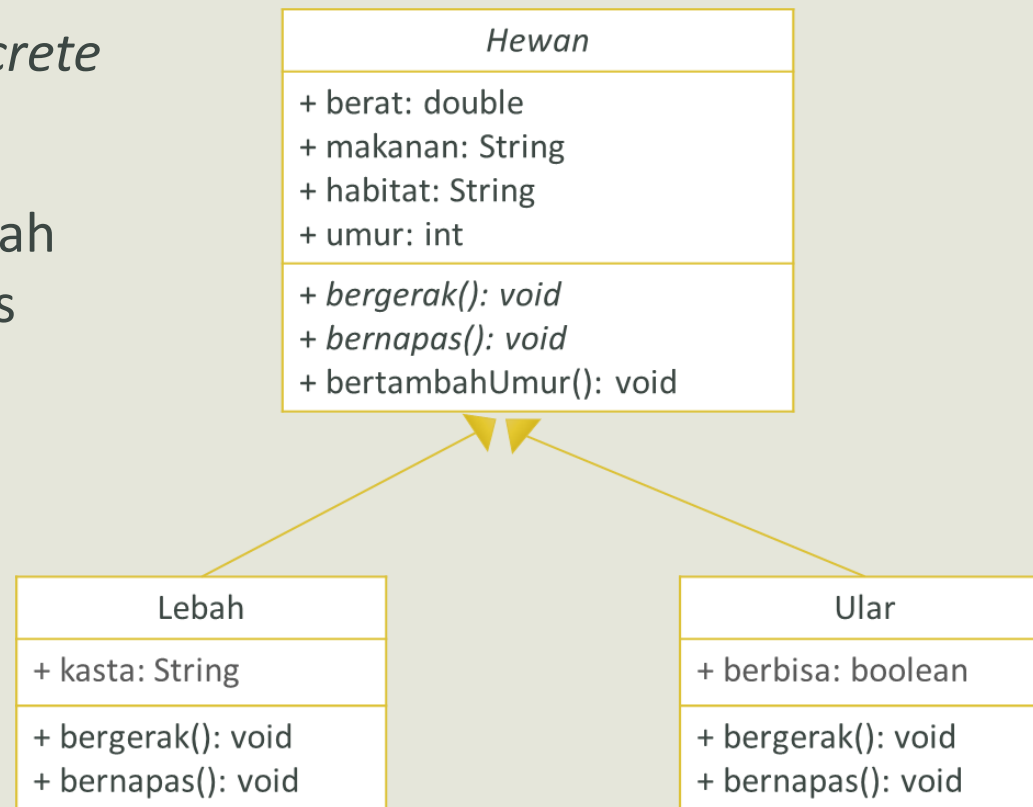 crete
ah
s
Hewan
+ berat: double
+ makanan: String
+ habitat: String
+ umur: int
+ bergerak(): void
+ bernapas(): void
+ bertambahUmur(): void
Lebah
+ kasta: String
+ bergerak(): void
+ bernapas(): void
Ular
+ berbisa: boolean
+ bergerak(): void
+ bernapas(): void